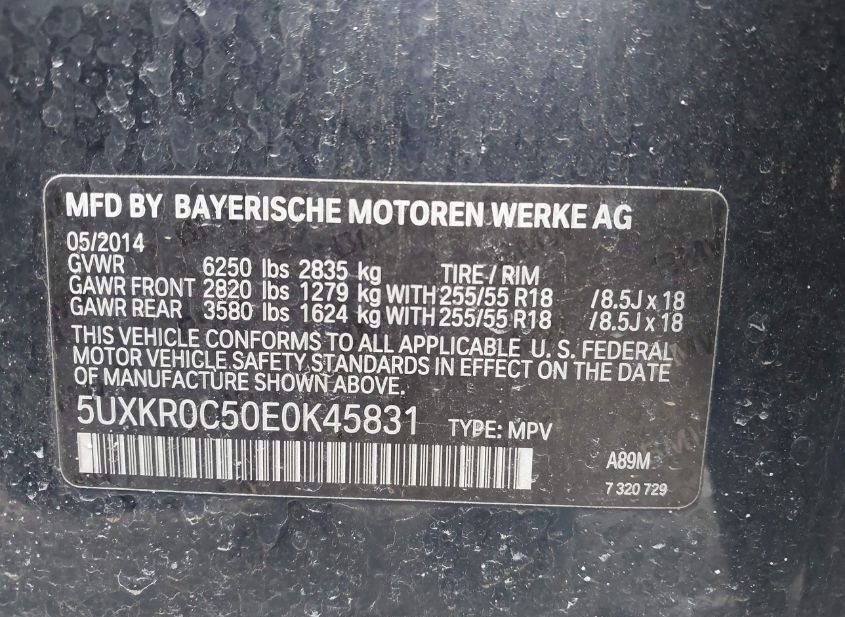 MFD BY BAYERISCHE MOTOREN WERKE AG
05/2014
GVWR 6250 lbs 2835 kg TIRE / RIM
GAWR FRONT 2820 lbs 1279 kg WITH 255/55 R18 /8.5J x 18
GAWR REAR 3580 lbs 1624 kg WITH 255/55 R18 /8.5J x 18
THIS VEHICLE CONFORMS TO ALL APPLICABLE U. S. FEDERAL
MOTOR VEHICLE SAFETY STANDARDS IN EFFECT ON THE DATE
OF MANUFACTURE SHOWN ABOVE.
5UXKR0C50E0K45831 TYPE: MPV
A89M
7 320 729